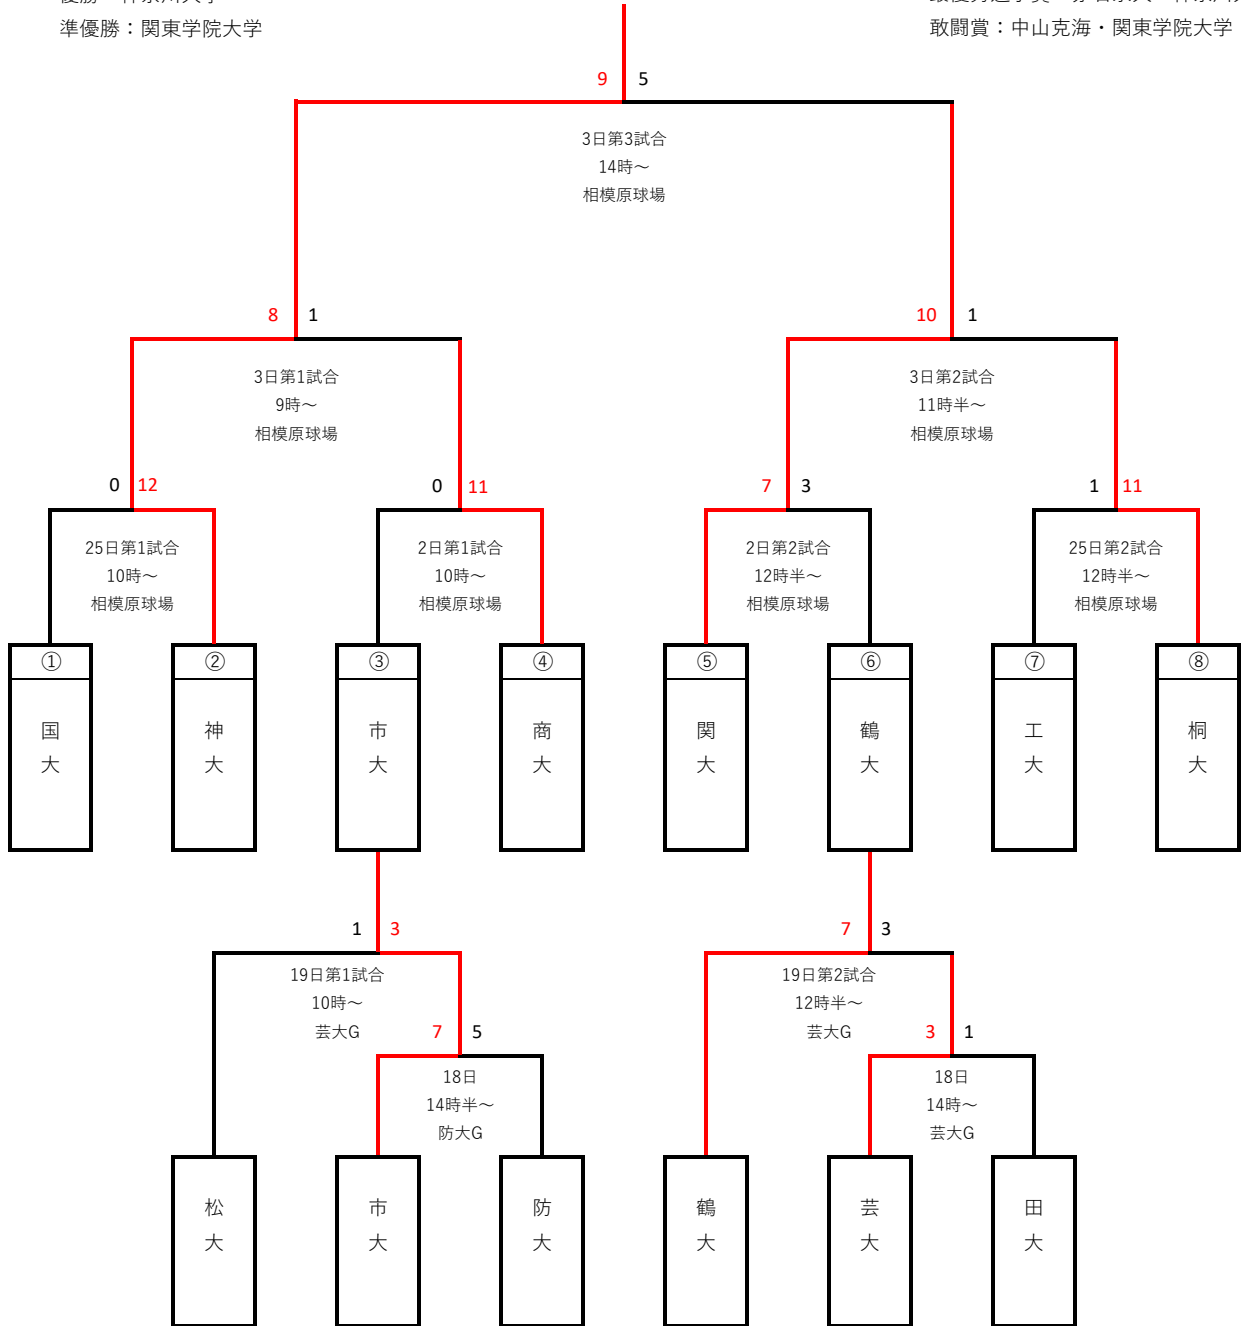 準優勝：関東学院大学
敢闘賞：中山克海・関東学院大学
9 5
3日第3試合
14時～
相模原球場
8 1
10 1
3日第1試合
9時～
相模原球場
3日第2試合
11時半～
相模原球場
0 12
0 11
7 3
1 11
25日第1試合
10時～
相模原球場
2日第1試合
10時～
相模原球場
2日第2試合
12時半～
相模原球場
25日第2試合
12時半～
相模原球場
①
国大
②
神大
③
市大
④
商大
⑤
関大
⑥
鶴大
⑦
工大
⑧
桐大
1 3
7 3
19日第1試合
10時～
芸大G
19日第2試合
12時半～
芸大G
7 5
3 1
18日
14時半～
防大G
18日
14時～
芸大G
松大
市大
防大
鶴大
芸大
田大